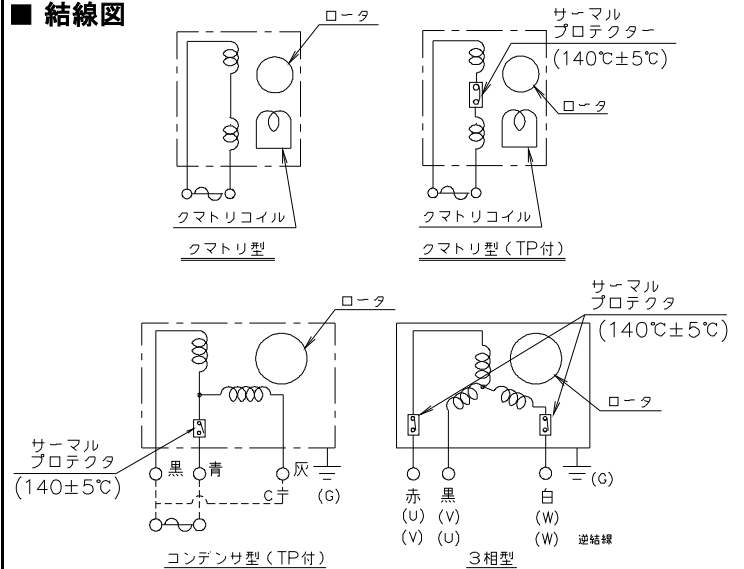 ■ 結線図
ロータ
クマトリコイル
クマトリ型
サーマル
プロテクター
(140℃±5℃)
ロータ
クマトリコイル
クマトリ型(TP付)
ロータ
サーマル
プロテクタ
(140±5℃)
黒
青
灰
C
(G)
コンデンサ型(TP付)
サーマル
プロテクタ
(140℃±5℃)
ロータ
(G)
赤 黒 白
(U) (V) (W)
(V) (U) (W) 逆結線
3相型